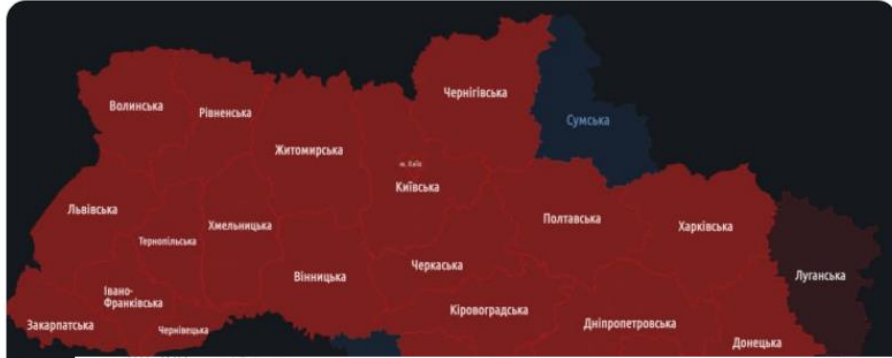 Чернігівська
Волинська
Рівненська
Сумська
Житомирська
м. Київ
Київська
Львівська
Хмельницька
Полтавська
Харківська
Тернопільська
Черкаська
Вінницька
Луганська
Івано-
Франківська
Кіровоградська
Закарпатська
Чернівецька
Дніпропетровська
Донецька